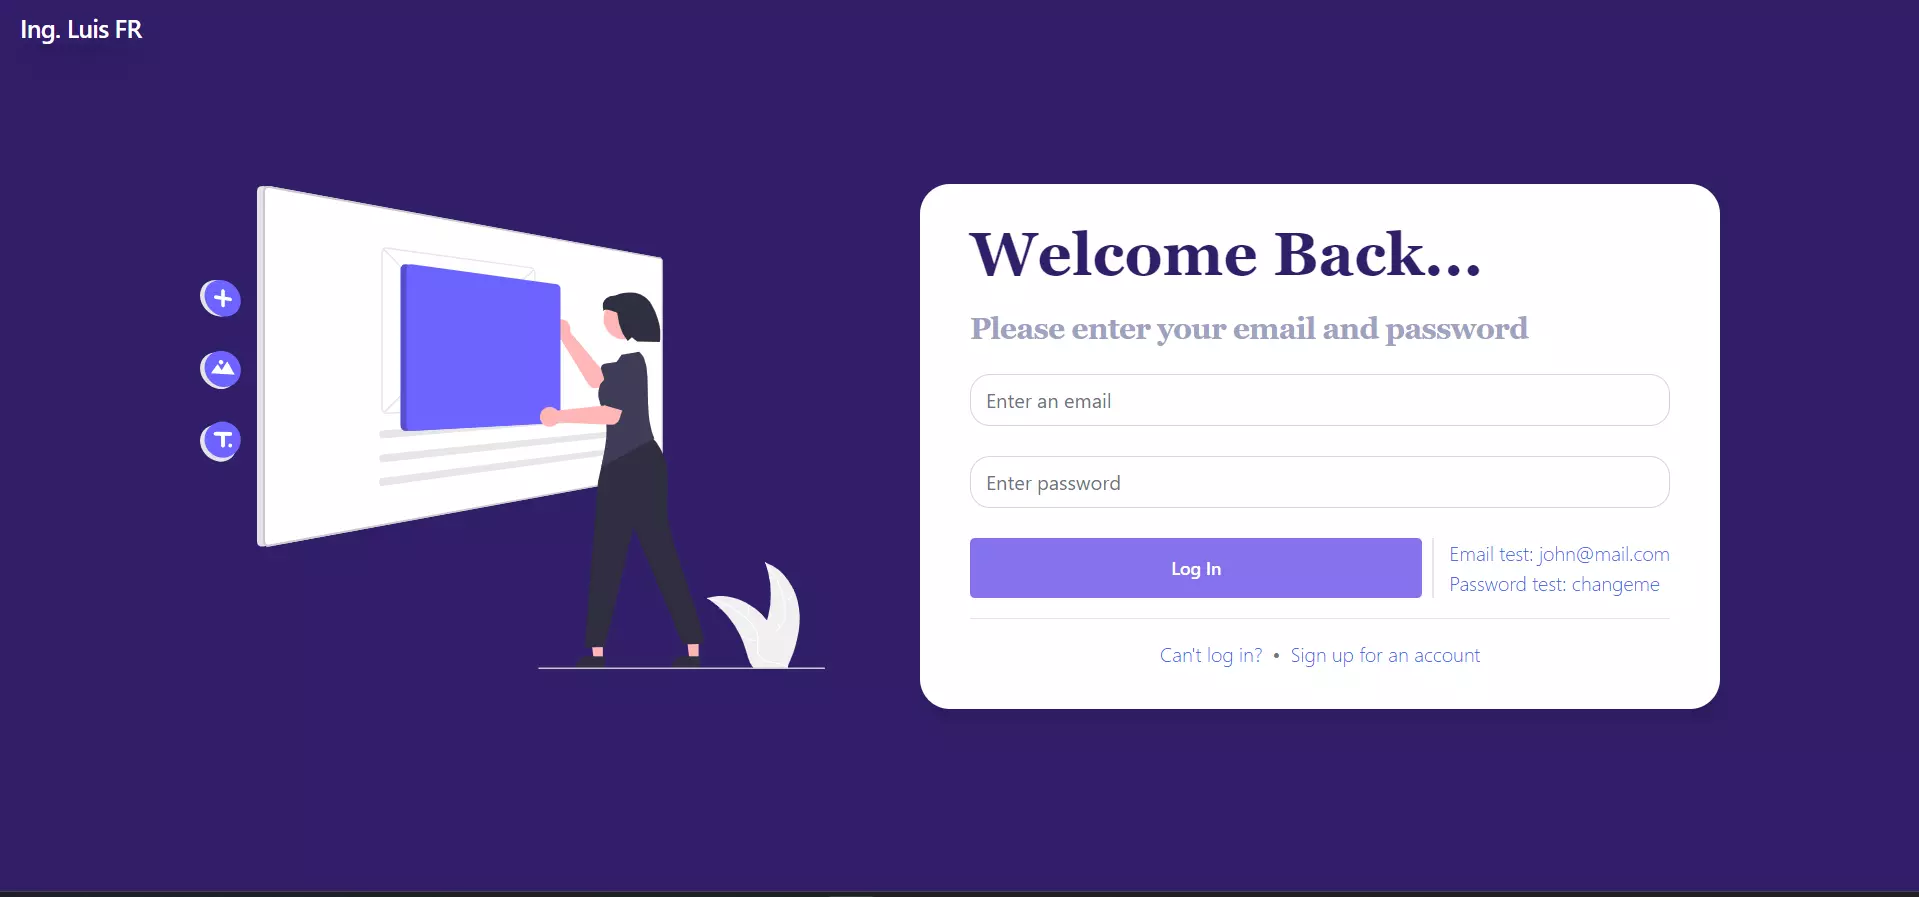 Ing. Luis FR
Welcome Back...
Please enter your email and password
Enter an email
Enter password
Log In
Email test: john@mail.com
Password test: changeme
Can't log in? • Sign up for an account
T.